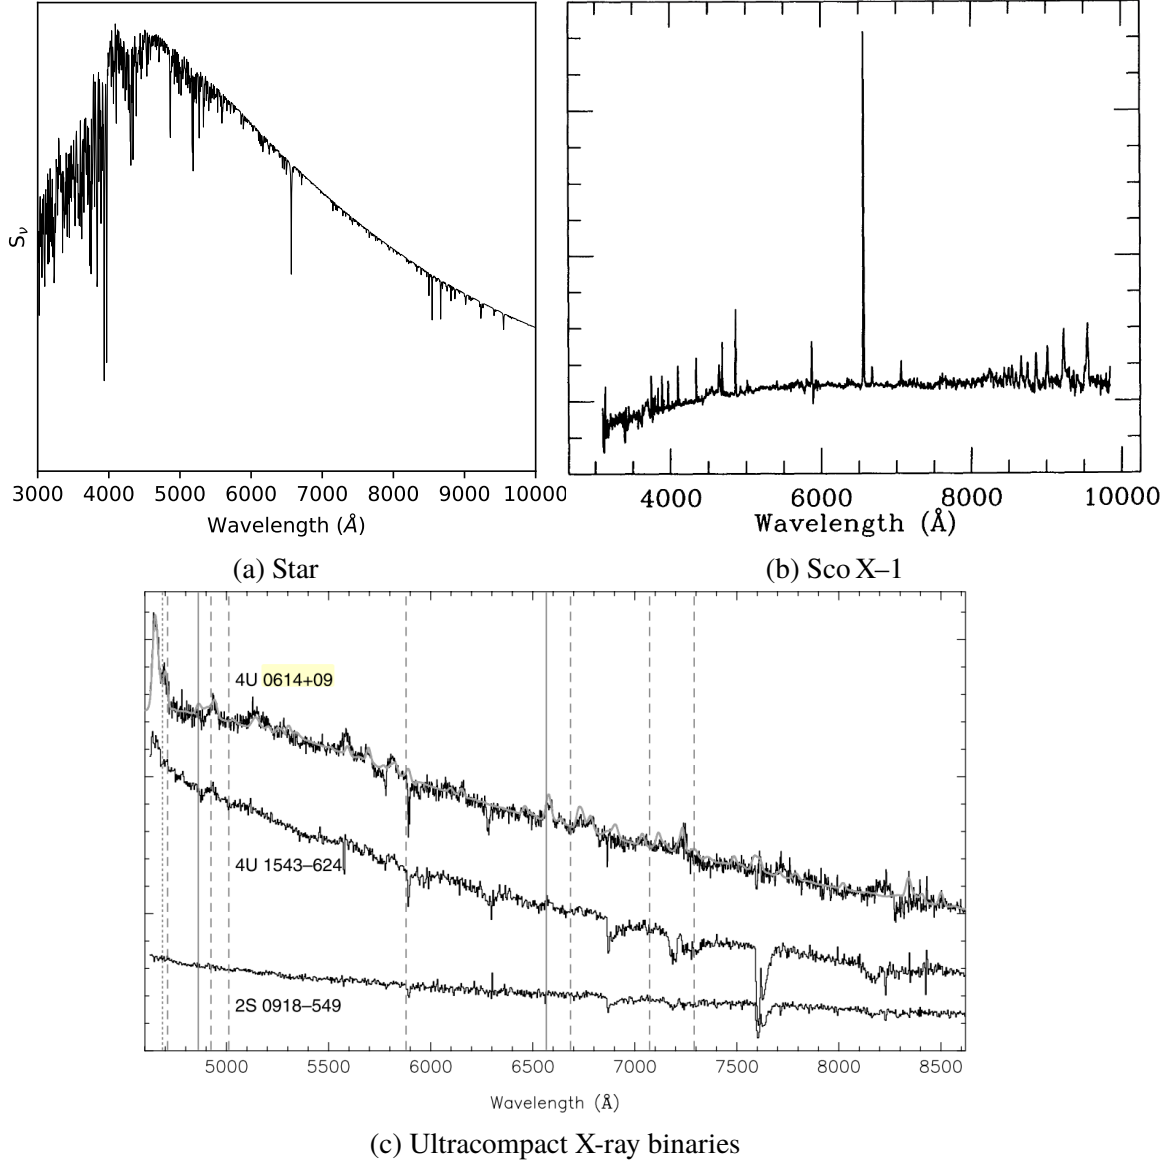 S𝜈
3000 4000 5000 6000 7000 8000 9000 10000
Wavelength (Å)
(a) Star
4000 6000 8000 10000
Wavelength (Å)
(b) Sco X–1
4U 0614+09
4U 1543–624
2S 0918–549
5000 5500 6000 6500 7000 7500 8000 8500
Wavelength (Å)
(c) Ultracompact X-ray binaries